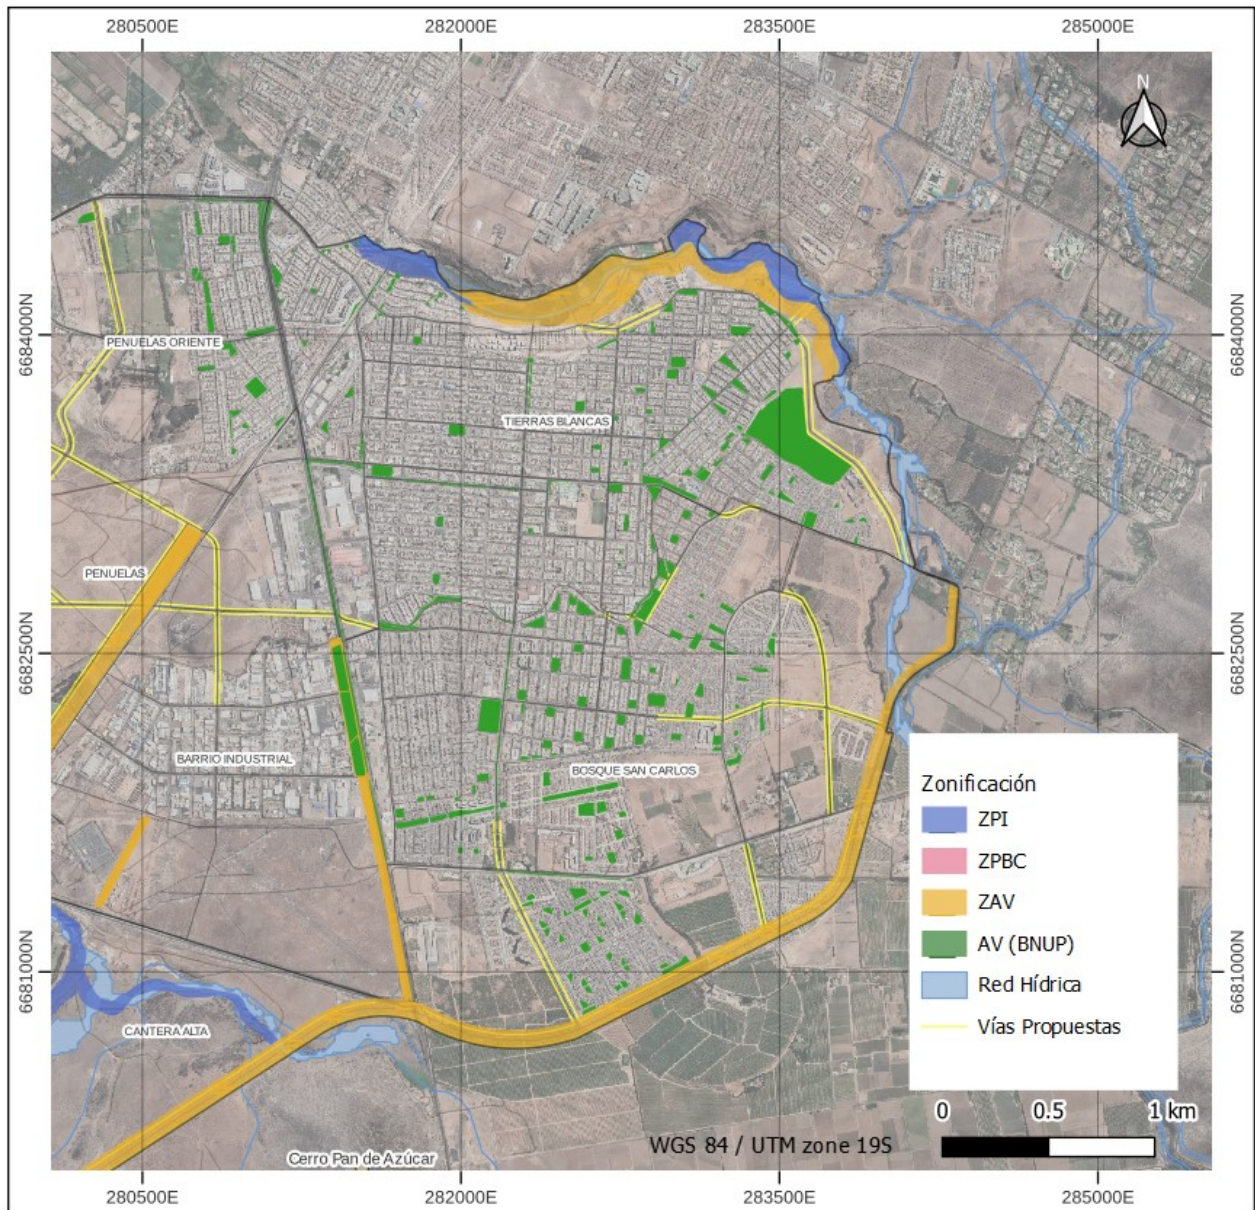 280500E 282000E 283500E 285000E
N
6684000N
6684000N
PENUELAS ORIENTE
TIERRAS BLANCAS
PENUELAS
6682500N
6682500N
BARRIO INDUSTRIAL
BOSQUE SAN CARLOS
Zonificación
ZPI
ZPBC
ZAV
AV (BNUP)
Red Hídrica
Vías Propuestas
6681000N
6681000N
CANTERA ALTA
0 0.5 1 km
WGS 84 / UTM zone 19S
Cerro Pan de Azúcar
280500E 282000E 283500E 285000E